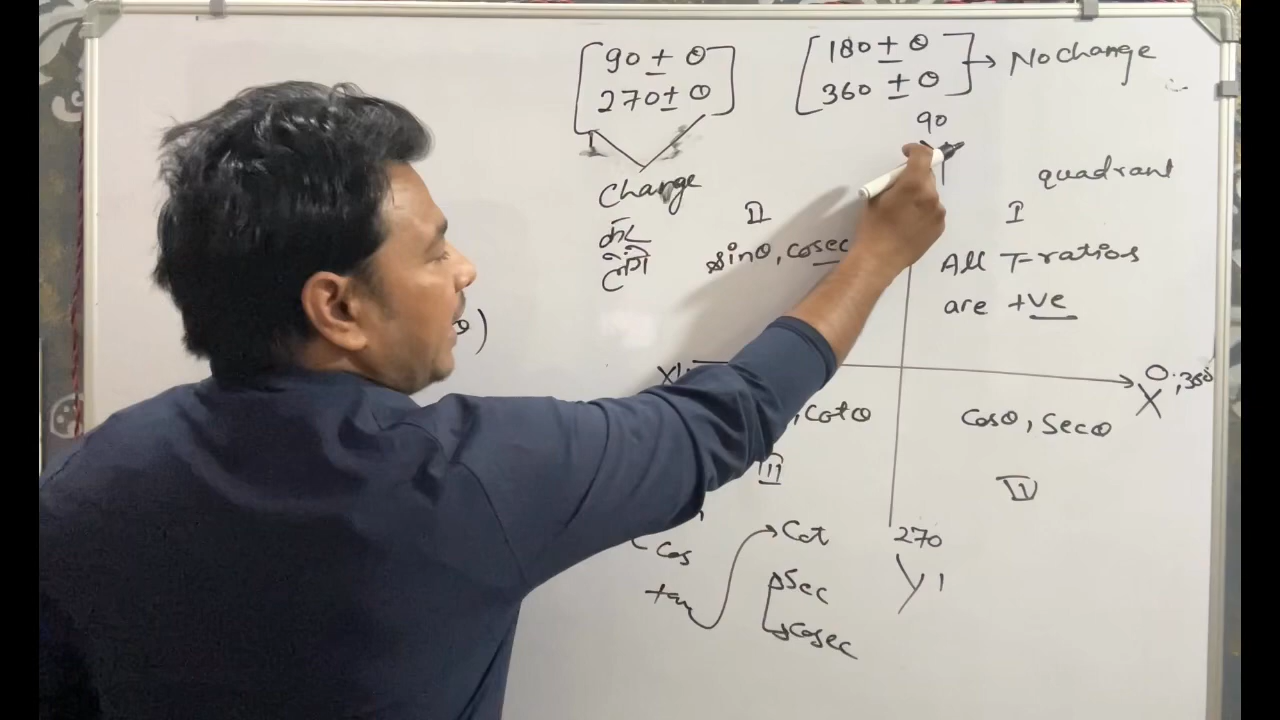 90 ± θ
270 ± θ
180 ± θ
360 ± θ
→ No change
90
Y
Change
quadrant
II
I
sinθ, cosec
All T-ratios
are +ve
θ)
X'
0, 360
X
, cotθ
cosθ, secθ
III
IV
cos
cot
tan
sec
cosec
270
Y'